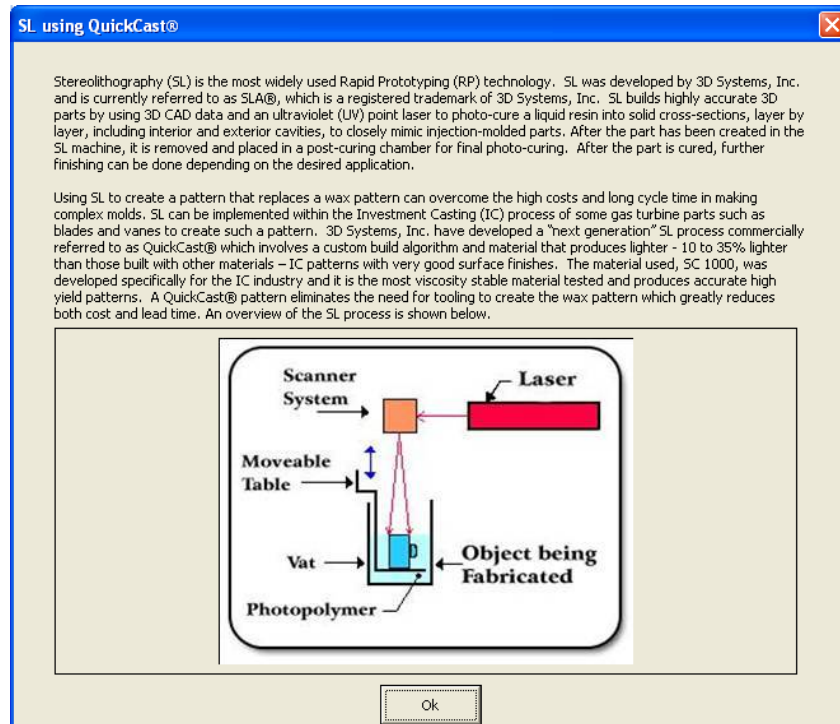 SL using QuickCast®
Stereolithography (SL) is the most widely used Rapid Prototyping (RP) technology.  SL was developed by 3D Systems, Inc.
and is currently referred to as SLA®, which is a registered trademark of 3D Systems, Inc.  SL builds highly accurate 3D
parts by using 3D CAD data and an ultraviolet (UV) point laser to photo-cure a liquid resin into solid cross-sections, layer by
layer, including interior and exterior cavities, to closely mimic injection-molded parts. After the part has been created in the
SL machine, it is removed and placed in a post-curing chamber for final photo-curing.  After the part is cured, further
finishing can be done depending on the desired application.
Using SL to create a pattern that replaces a wax pattern can overcome the high costs and long cycle time in making
complex molds. SL can be implemented within the Investment Casting (IC) process of some gas turbine parts such as
blades and vanes to create such a pattern.  3D Systems, Inc. have developed a "next generation" SL process commercially
referred to as QuickCast® which involves a custom build algorithm and material that produces lighter - 10 to 35% lighter
than those built with other materials – IC patterns with very good surface finishes.  The material used, SC 1000, was
developed specifically for the IC industry and it is the most viscosity stable material tested and produces accurate high
yield patterns.  A QuickCast® pattern eliminates the need for tooling to create the wax pattern which greatly reduces
both cost and lead time. An overview of the SL process is shown below.
Scanner
System
Laser
Moveable
Table
Vat
Object being
Fabricated
Photopolymer
Ok